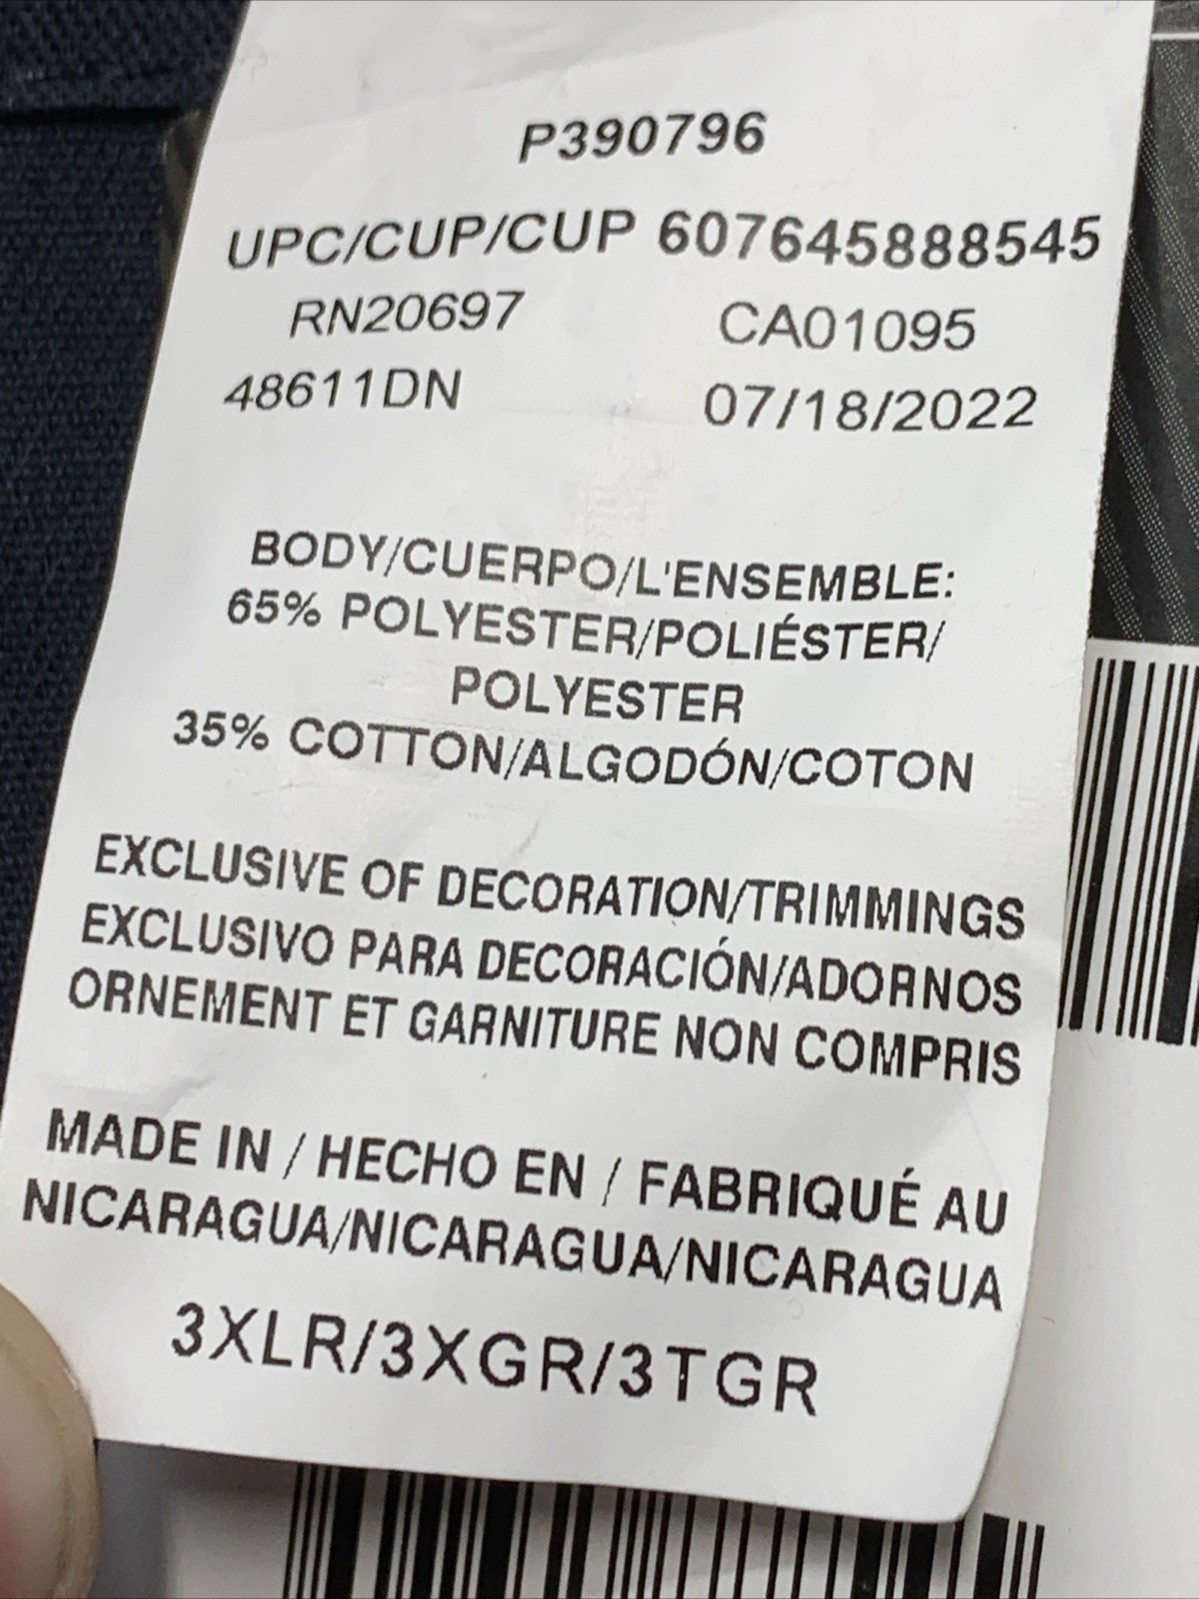 P390796
UPC/CUP/CUP 607645888545
RN20697 CA01095
48611DN 07/18/2022
BODY/CUERPO/L'ENSEMBLE:
65% POLYESTER/POLIÉSTER/
POLYESTER
35% COTTON/ALGODÓN/COTON
EXCLUSIVE OF DECORATION/TRIMMINGS
EXCLUSIVO PARA DECORACIÓN/ADORNOS
ORNEMENT ET GARNITURE NON COMPRIS
MADE IN / HECHO EN / FABRIQUÉ AU
NICARAGUA/NICARAGUA/NICARAGUA
3XLR/3XGR/3TGR